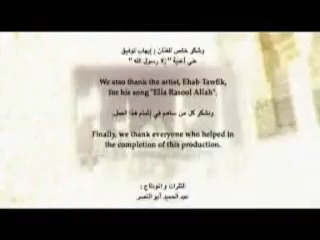 وشكر خاص للفنان : إيهاب توفيق
على أغنية " إلا رسول الله "
We also thank the artist, Ehab Tawfik,
for his song "Ella Rasool Allah".
ونشكر كل من ساهم في إتمام هذا العمل.
Finally, we thank everyone who helped in
the completion of this production.
التترات والمونتاج :
عبد الحميد أبو النصر